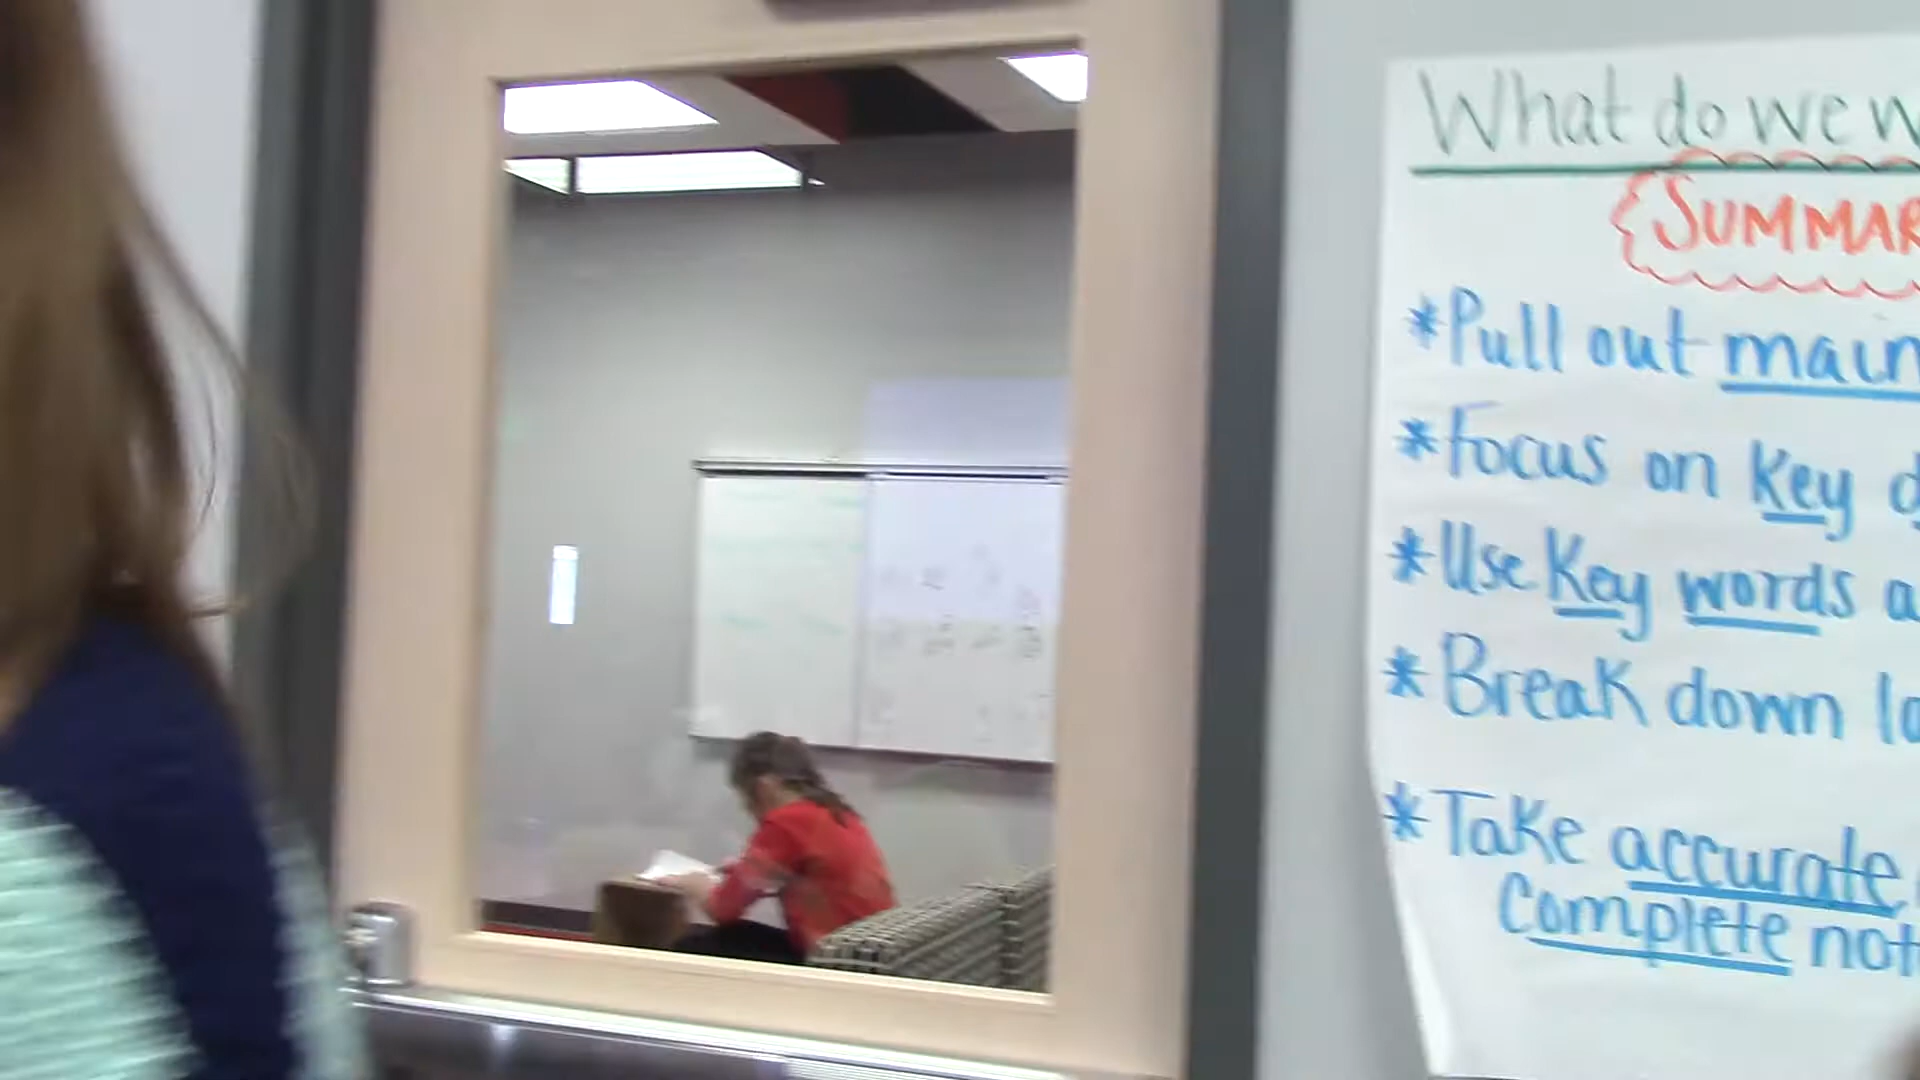 What do we w
SUMMAR
*Pull out main
*Focus on Key d
*Use Key words a
*Break down lo
*Take accurate
Complete not